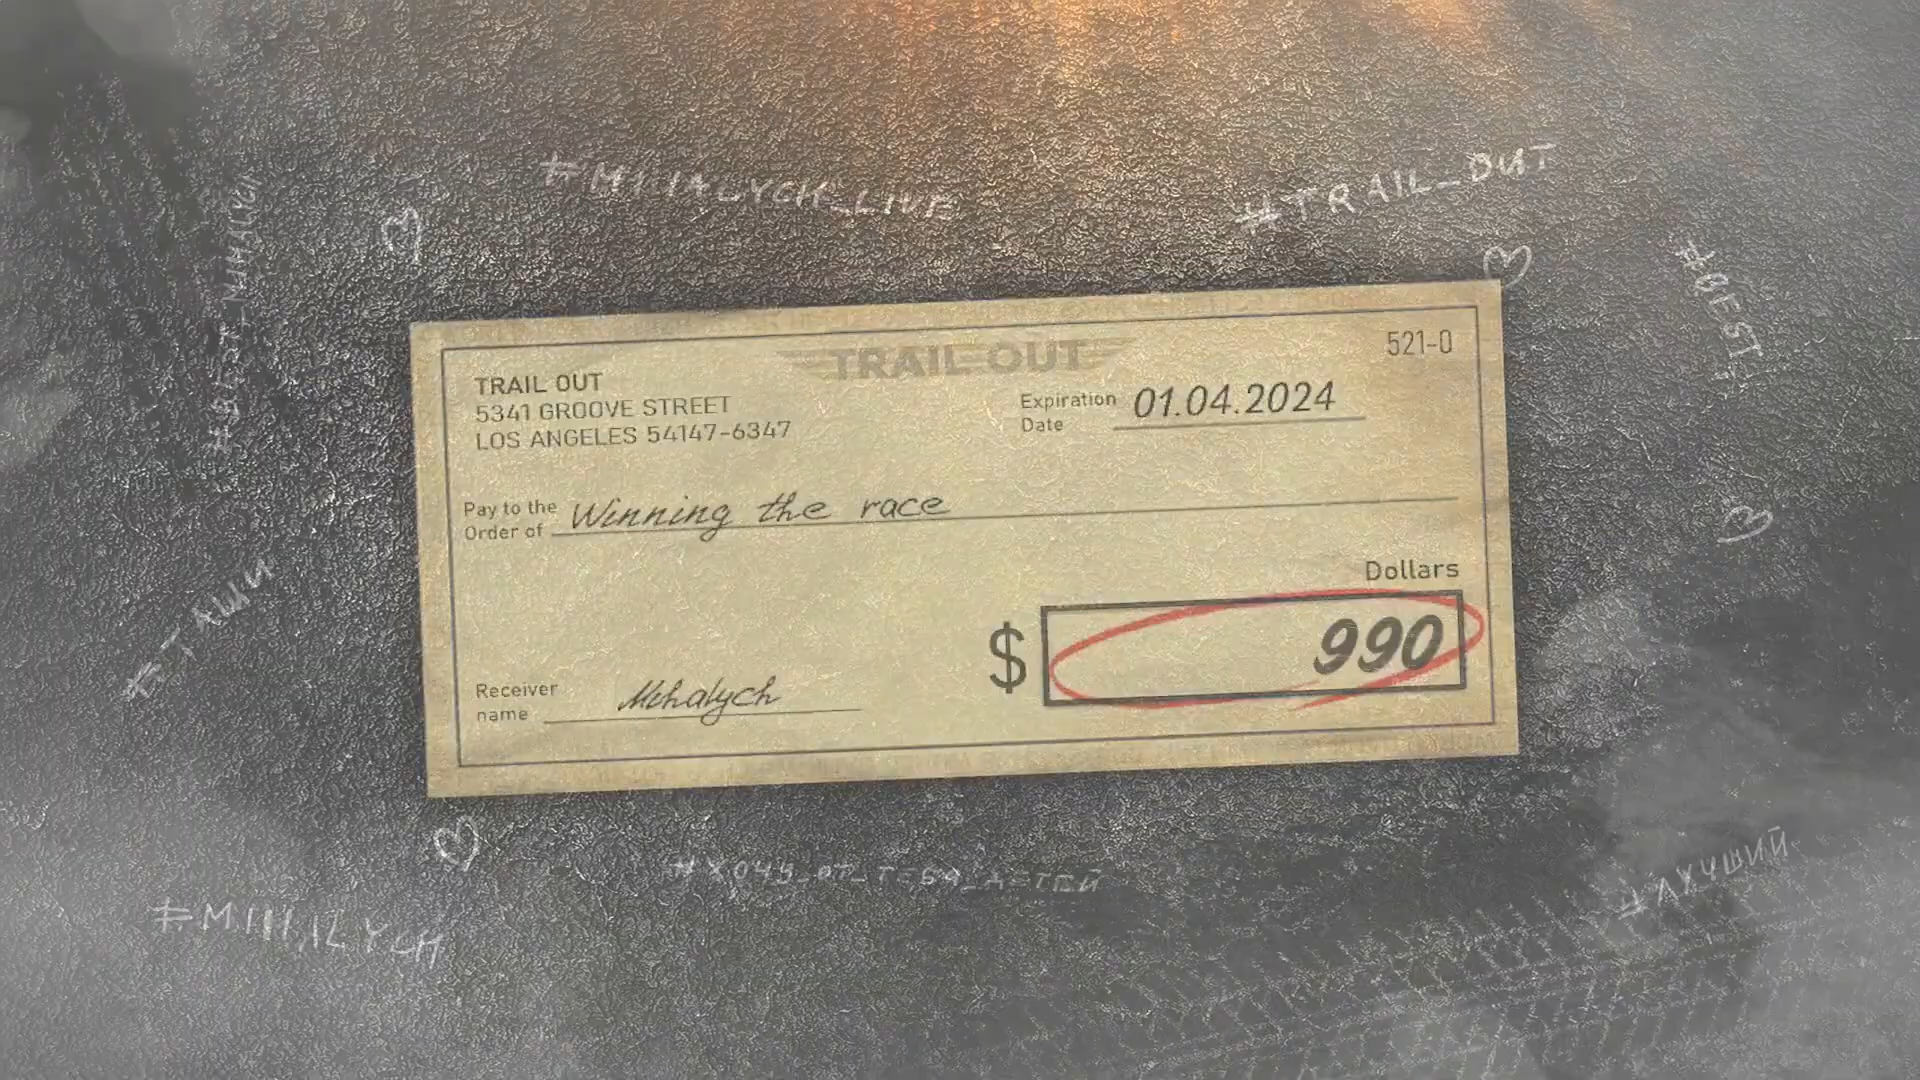 #MIHALYCH_LIVE
#TRAIL_OUT
#BEST
TRAIL OUT
521-0
TRAIL OUT
5341 GROOVE STREET
LOS ANGELES 54147-6347
Expiration
Date
01.04.2024
Pay to the
Order of
Winning the race
Dollars
$ 990
Receiver
name
Mihalych
#ХОЧУ_ОТ_ТЕБЯ_ДЕТЕЙ
#ЛУЧШИЙ
#MIHALYCH